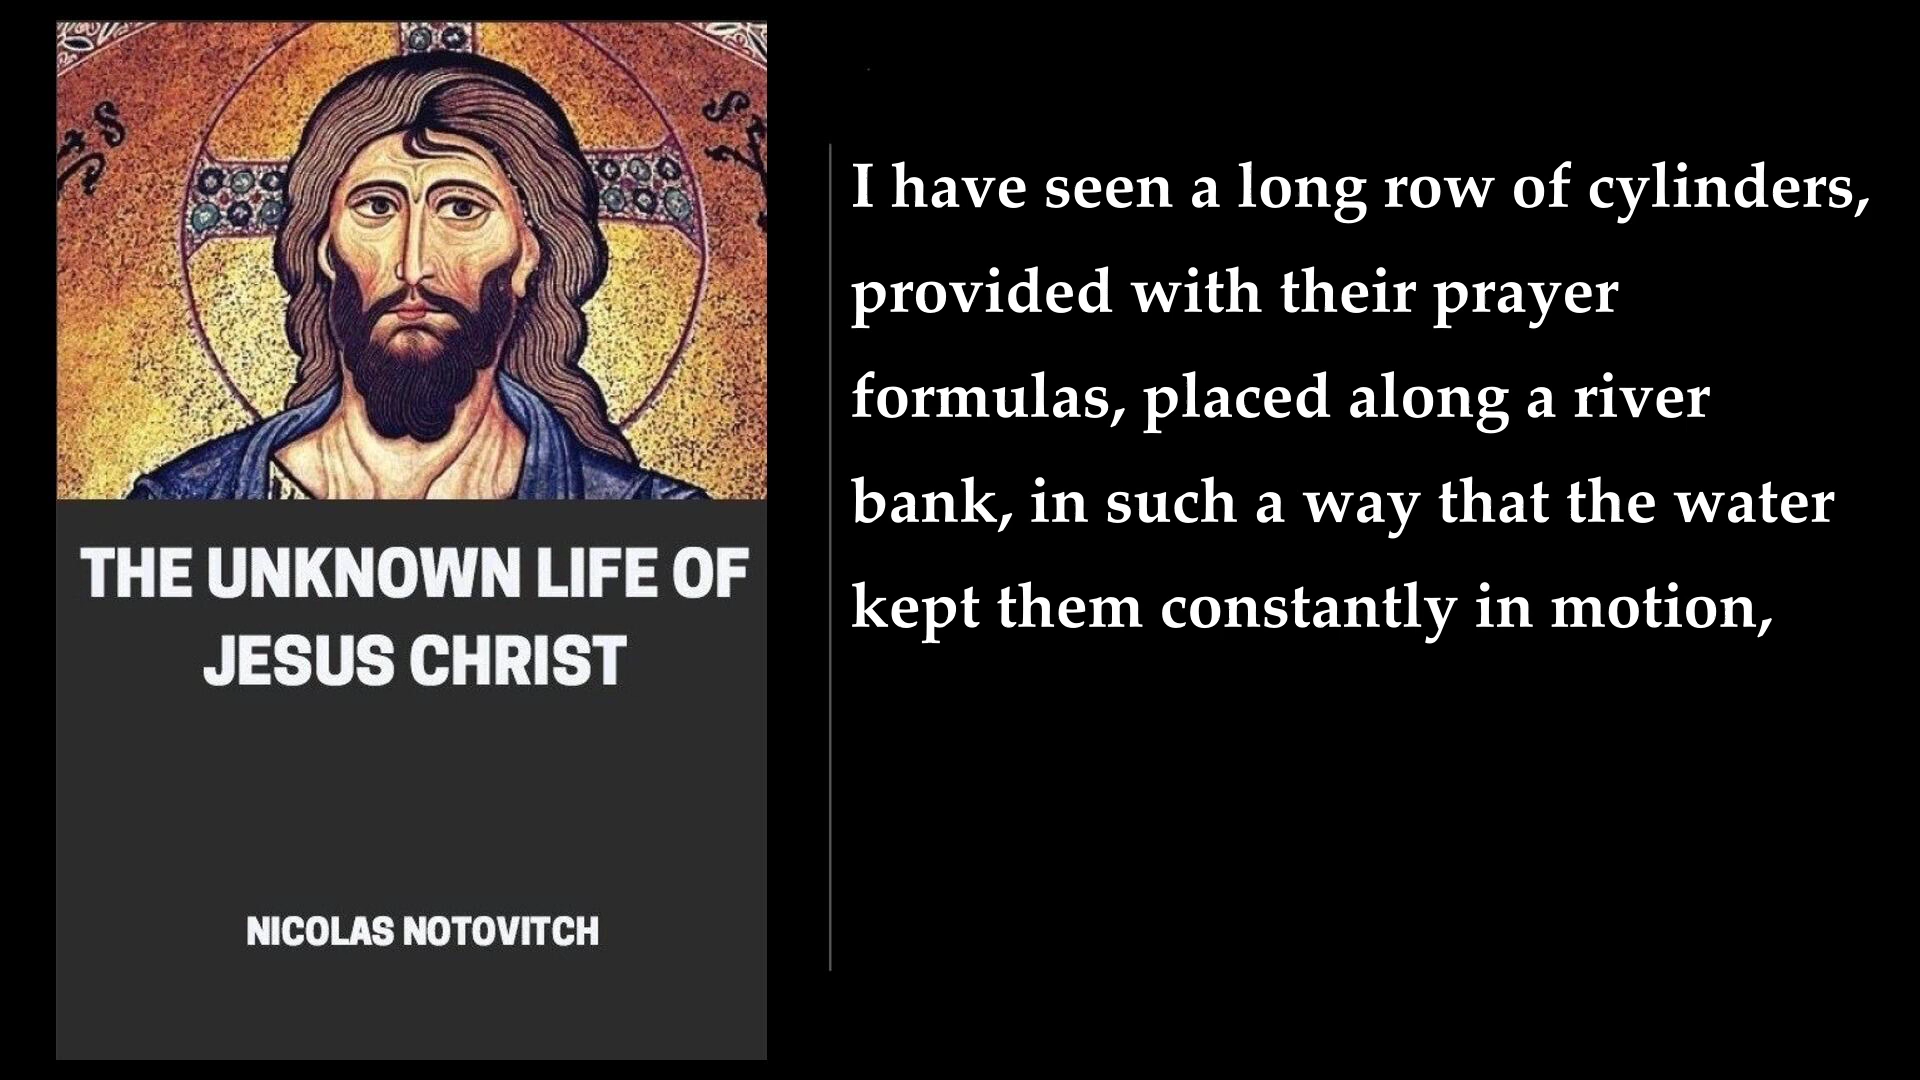 THE UNKNOWN LIFE OF
JESUS CHRIST
NICOLAS NOTOVITCH
I have seen a long row of cylinders,
provided with their prayer
formulas, placed along a river
bank, in such a way that the water
kept them constantly in motion,